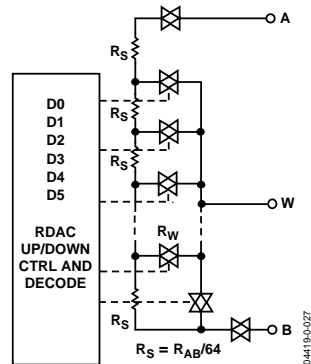 A
RS
D0
D1
D2
D3
D4
D5
RDAC
UP/DOWN
CTRL AND
DECODE
RS
RS
W
RW
RS
B
RS = RAB/64
04419-0-027